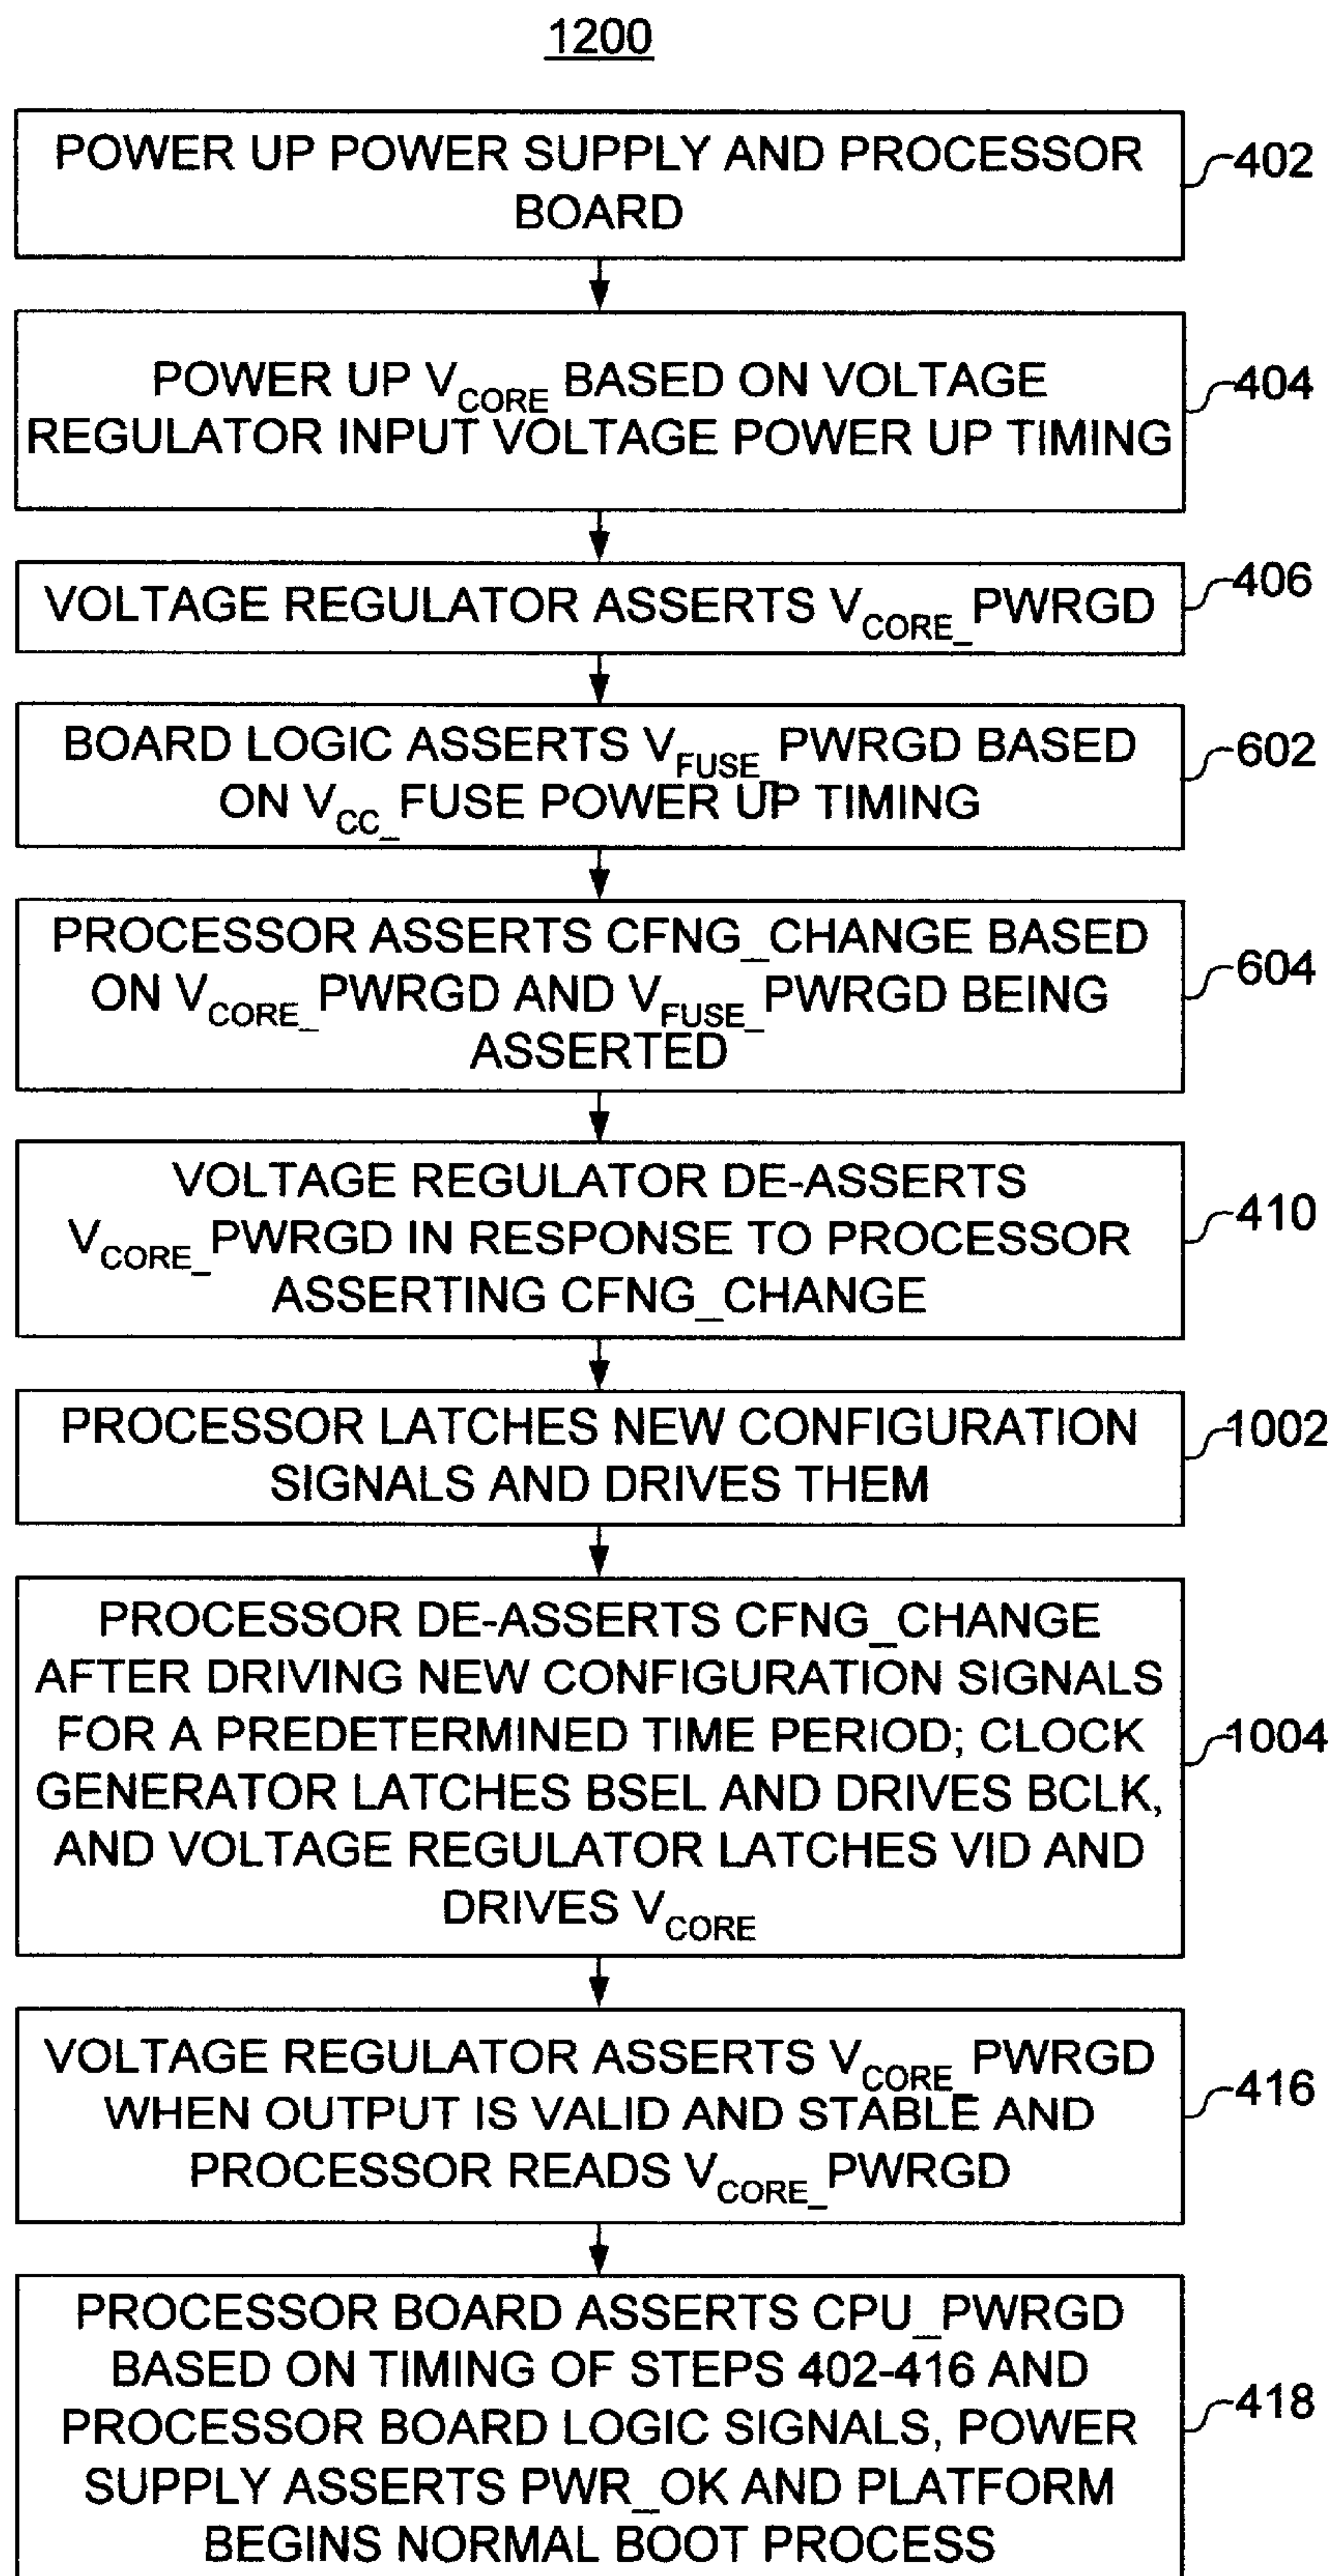 1200
POWER UP POWER SUPPLY AND PROCESSOR
BOARD
402
POWER UP VCORE BASED ON VOLTAGE
REGULATOR INPUT VOLTAGE POWER UP TIMING
404
VOLTAGE REGULATOR ASSERTS VCORE_PWRGD
406
BOARD LOGIC ASSERTS VFUSE_PWRGD BASED
ON VCC_FUSE POWER UP TIMING
602
PROCESSOR ASSERTS CFNG_CHANGE BASED
ON VCORE_PWRGD AND VFUSE_PWRGD BEING
ASSERTED
604
VOLTAGE REGULATOR DE-ASSERTS
VCORE_PWRGD IN RESPONSE TO PROCESSOR
ASSERTING CFNG_CHANGE
410
PROCESSOR LATCHES NEW CONFIGURATION
SIGNALS AND DRIVES THEM
1002
PROCESSOR DE-ASSERTS CFNG_CHANGE
AFTER DRIVING NEW CONFIGURATION SIGNALS
FOR A PREDETERMINED TIME PERIOD; CLOCK
GENERATOR LATCHES BSEL AND DRIVES BCLK,
AND VOLTAGE REGULATOR LATCHES VID AND
DRIVES VCORE
1004
VOLTAGE REGULATOR ASSERTS VCORE_PWRGD
WHEN OUTPUT IS VALID AND STABLE AND
PROCESSOR READS VCORE_PWRGD
416
PROCESSOR BOARD ASSERTS CPU_PWRGD
BASED ON TIMING OF STEPS 402-416 AND
PROCESSOR BOARD LOGIC SIGNALS, POWER
SUPPLY ASSERTS PWR_OK AND PLATFORM
BEGINS NORMAL BOOT PROCESS
418